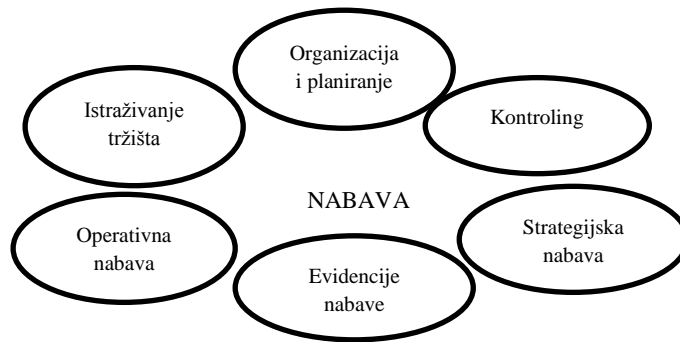 Organizacija
i planiranje
Istraživanje
tržišta
Kontroling
NABAVA
Operativna
nabava
Strategijska
nabava
Evidencije
nabave